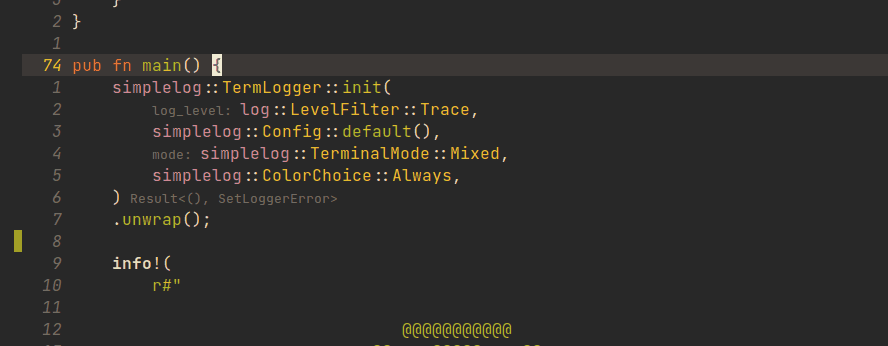 3 }
2 }
1
74 pub fn main() {
1 simplelog::TermLogger::init(
2 log_level: log::LevelFilter::Trace,
3 simplelog::Config::default(),
4 mode: simplelog::TerminalMode::Mixed,
5 simplelog::ColorChoice::Always,
6 ) Result<(), SetLoggerError>
7 .unwrap();
8
9 info!(
10 r#"
11
12 @@@@@@@@@@@